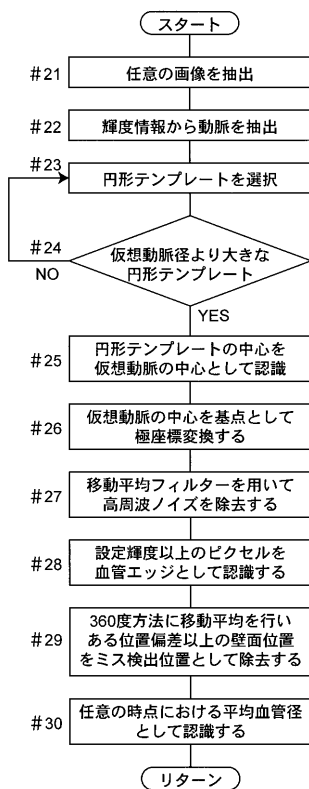 スタート
#21
任意の画像を抽出
#22
輝度情報から動脈を抽出
#23
円形テンプレートを選択
#24
仮想動脈径より大きな
円形テンプレート
NO
YES
#25
円形テンプレートの中心を
仮想動脈の中心として認識
#26
仮想動脈の中心を基点として
極座標変換する
#27
移動平均フィルターを用いて
高周波ノイズを除去する
#28
設定輝度以上のピクセルを
血管エッジとして認識する
#29
360度方法に移動平均を行い
ある位置偏差以上の壁面位置
をミス検出位置として除去する
#30
任意の時点における平均血管径
として認識する
リターン